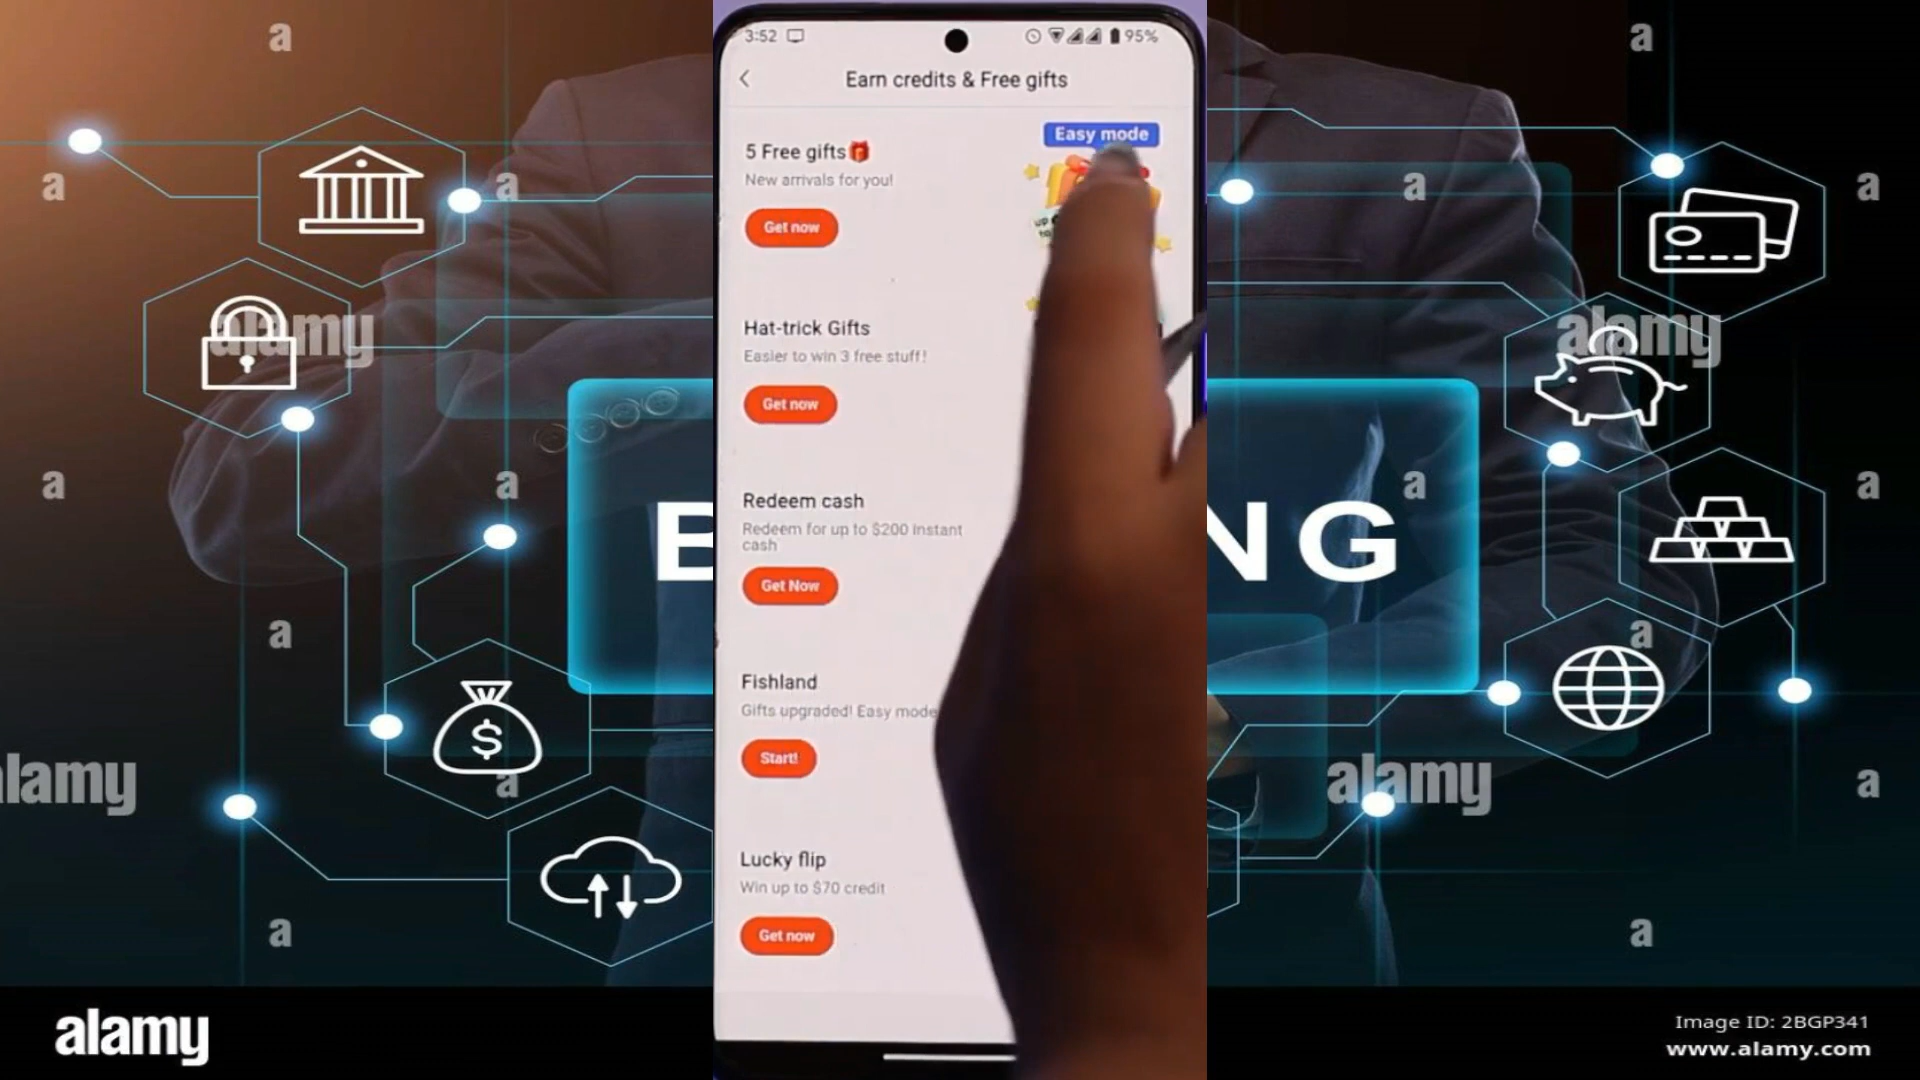 3:52
95%
Earn credits & Free gifts
Easy mode
5 Free gifts
New arrivals for you!
up
to
Get now
Hat-trick Gifts
Easier to win 3 free stuff!
Get now
Redeem cash
Redeem for up to $200 Instant
cash
Get Now
Fishland
Gifts upgraded! Easy mode
Start!
Lucky flip
Win up to $70 credit
Get now
B
NG
$
a
a
a
a
a
a
alamy
alamy
a
a
a
a
a
a
alamy
alamy
a
a
a
a
alamy
Image ID: 2BGP341
www.alamy.com